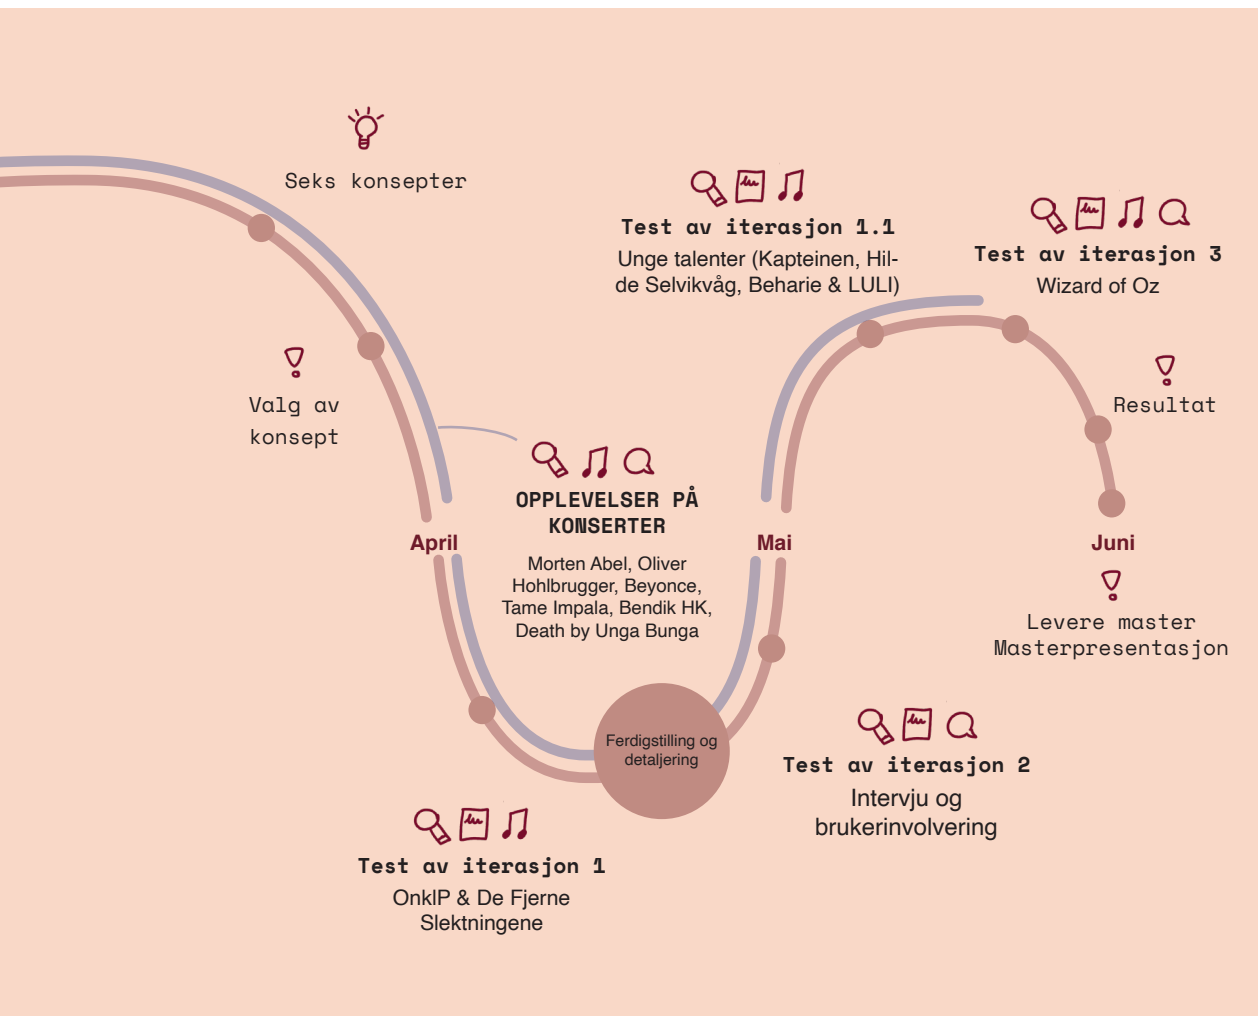 Seks konsepter
Valg av
konsept
April
OPPLEVELSER PÅ
KONSERTER
Morten Abel, Oliver
Hohlbrugger, Beyonce,
Tame Impala, Bendik HK,
Death by Unga Bunga
Test av iterasjon 1
OnklP & De Fjerne
Slektningene
Ferdigstilling og
detaljering
Mai
Test av iterasjon 2
Intervju og
brukerinvolvering
Test av iterasjon 1.1
Unge talenter (Kapteinen, Hil-
de Selvikvåg, Beharie & LULI)
Test av iterasjon 3
Wizard of Oz
Resultat
Juni
Levere master
Masterpresentasjon